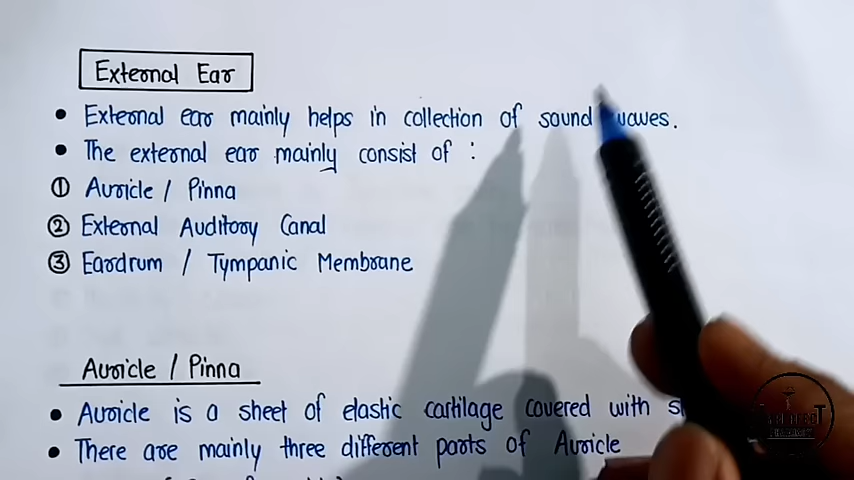 External Ear
• External ear mainly helps in collection of sound waves.
• The external ear mainly consist of :
① Auricle / Pinna
② External Auditory Canal
③ Eardrum / Tympanic Membrane
Auricle / Pinna
• Auricle is a sheet of elastic cartilage covered with
• There are mainly three different parts of Auricle